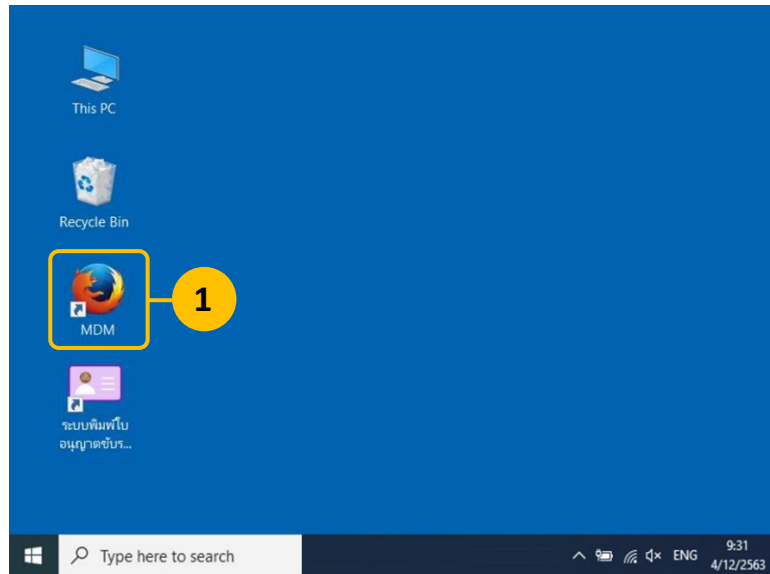 This PC
Recycle Bin
MDM
1
ระบบพิมพ์ใบ
อนุญาตขับร...
Type here to search
ENG
9:31
4/12/2563